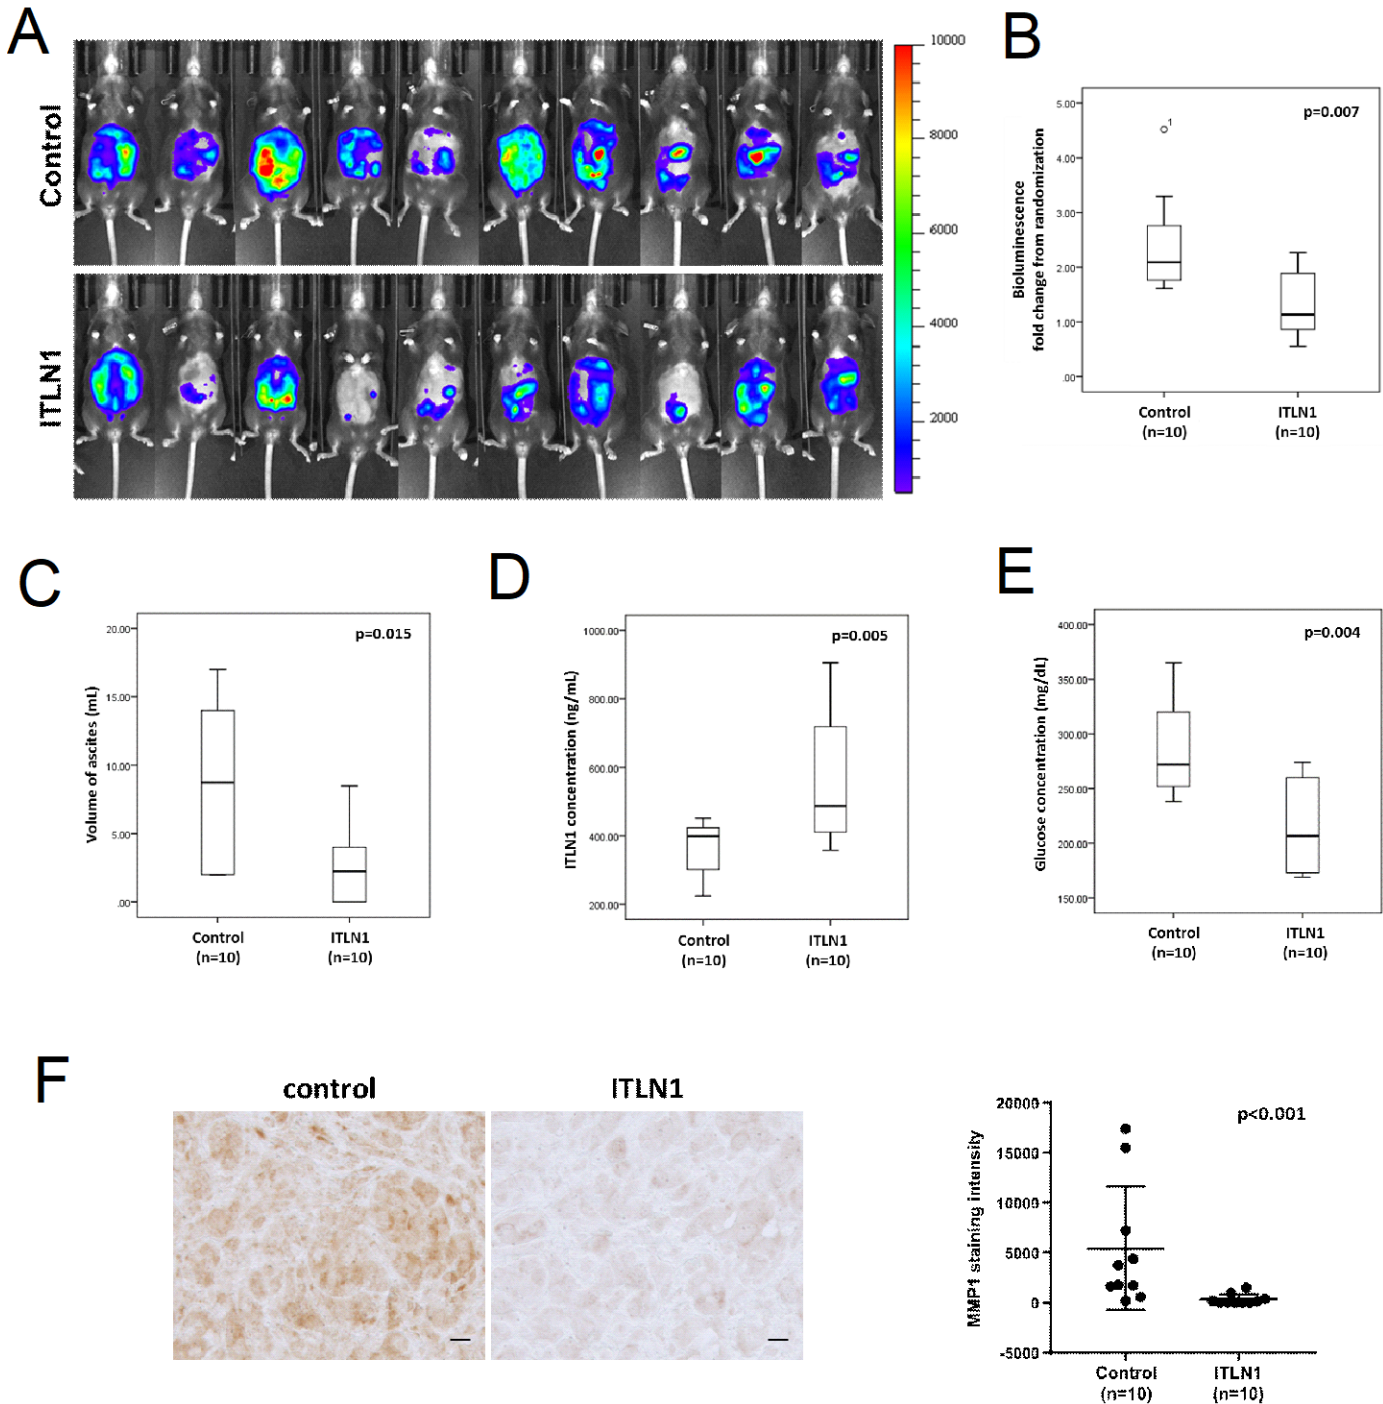 A
Control
ITLN1
10000
8000
6000
4000
2000
B
Bioluminescence
fold change from randomization
5.00
4.00
3.00
2.00
1.00
.00
p=0.007
1
Control
(n=10)
ITLN1
(n=10)
C
Volume of ascites (mL)
20.00
15.00
10.00
5.00
.00
p=0.015
Control
(n=10)
ITLN1
(n=10)
D
ITLN1 concentration (ng/mL)
1000.00
800.00
600.00
400.00
200.00
p=0.005
Control
(n=10)
ITLN1
(n=10)
E
Glucose concentration (mg/dL)
400.00
350.00
300.00
250.00
200.00
150.00
p=0.004
Control
(n=10)
ITLN1
(n=10)
F
control
ITLN1
MMP1 staining intensity
20000
15000
10000
5000
0
-5000
p<0.001
Control
(n=10)
ITLN1
(n=10)